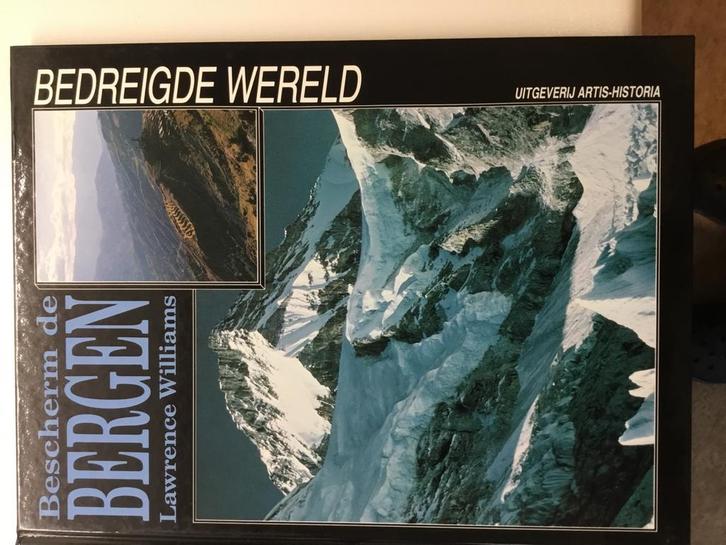 BEDREIGDE WERELD
UITGEVERIJ ARTIS-HISTORIA
Bescherm de
BERGEN
Lawrence Williams